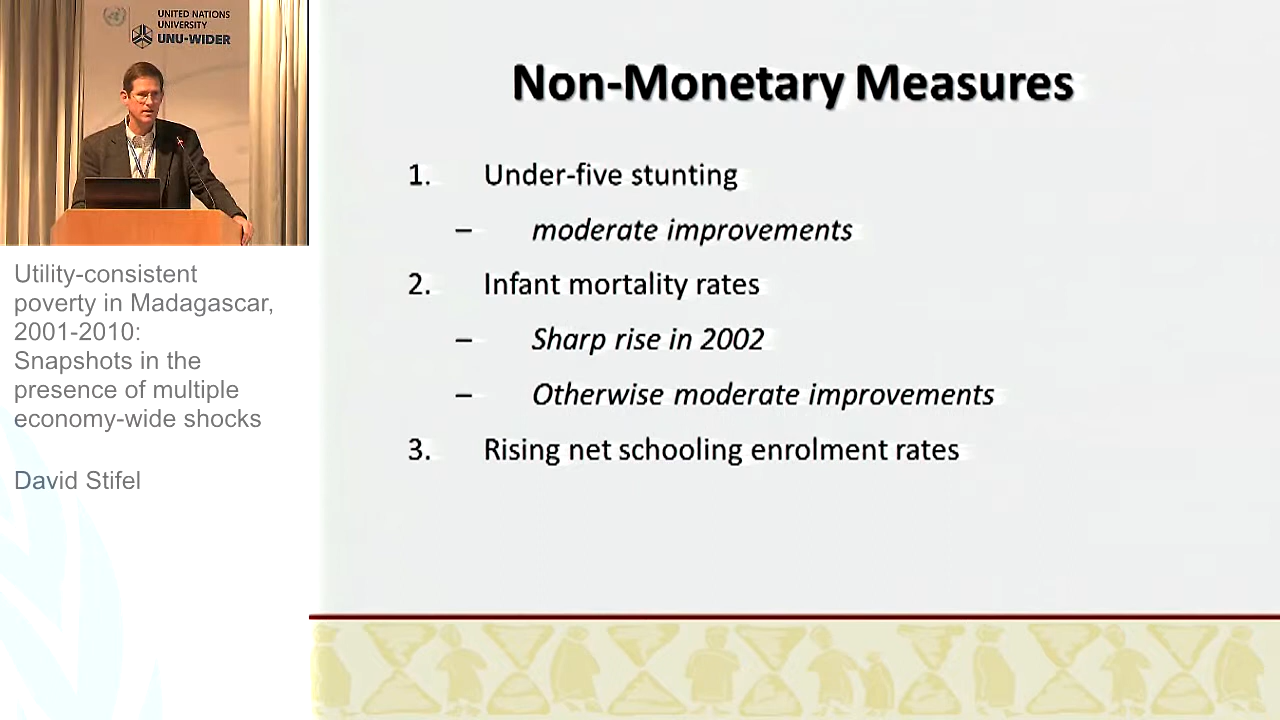 UNITED NATIONS
UNIVERSITY
UNU-WIDER
Utility-consistent
poverty in Madagascar,
2001-2010:
Snapshots in the
presence of multiple
economy-wide shocks
David Stifel
Non-Monetary Measures
1. Under-five stunting
– moderate improvements
2. Infant mortality rates
– Sharp rise in 2002
– Otherwise moderate improvements
3. Rising net schooling enrolment rates